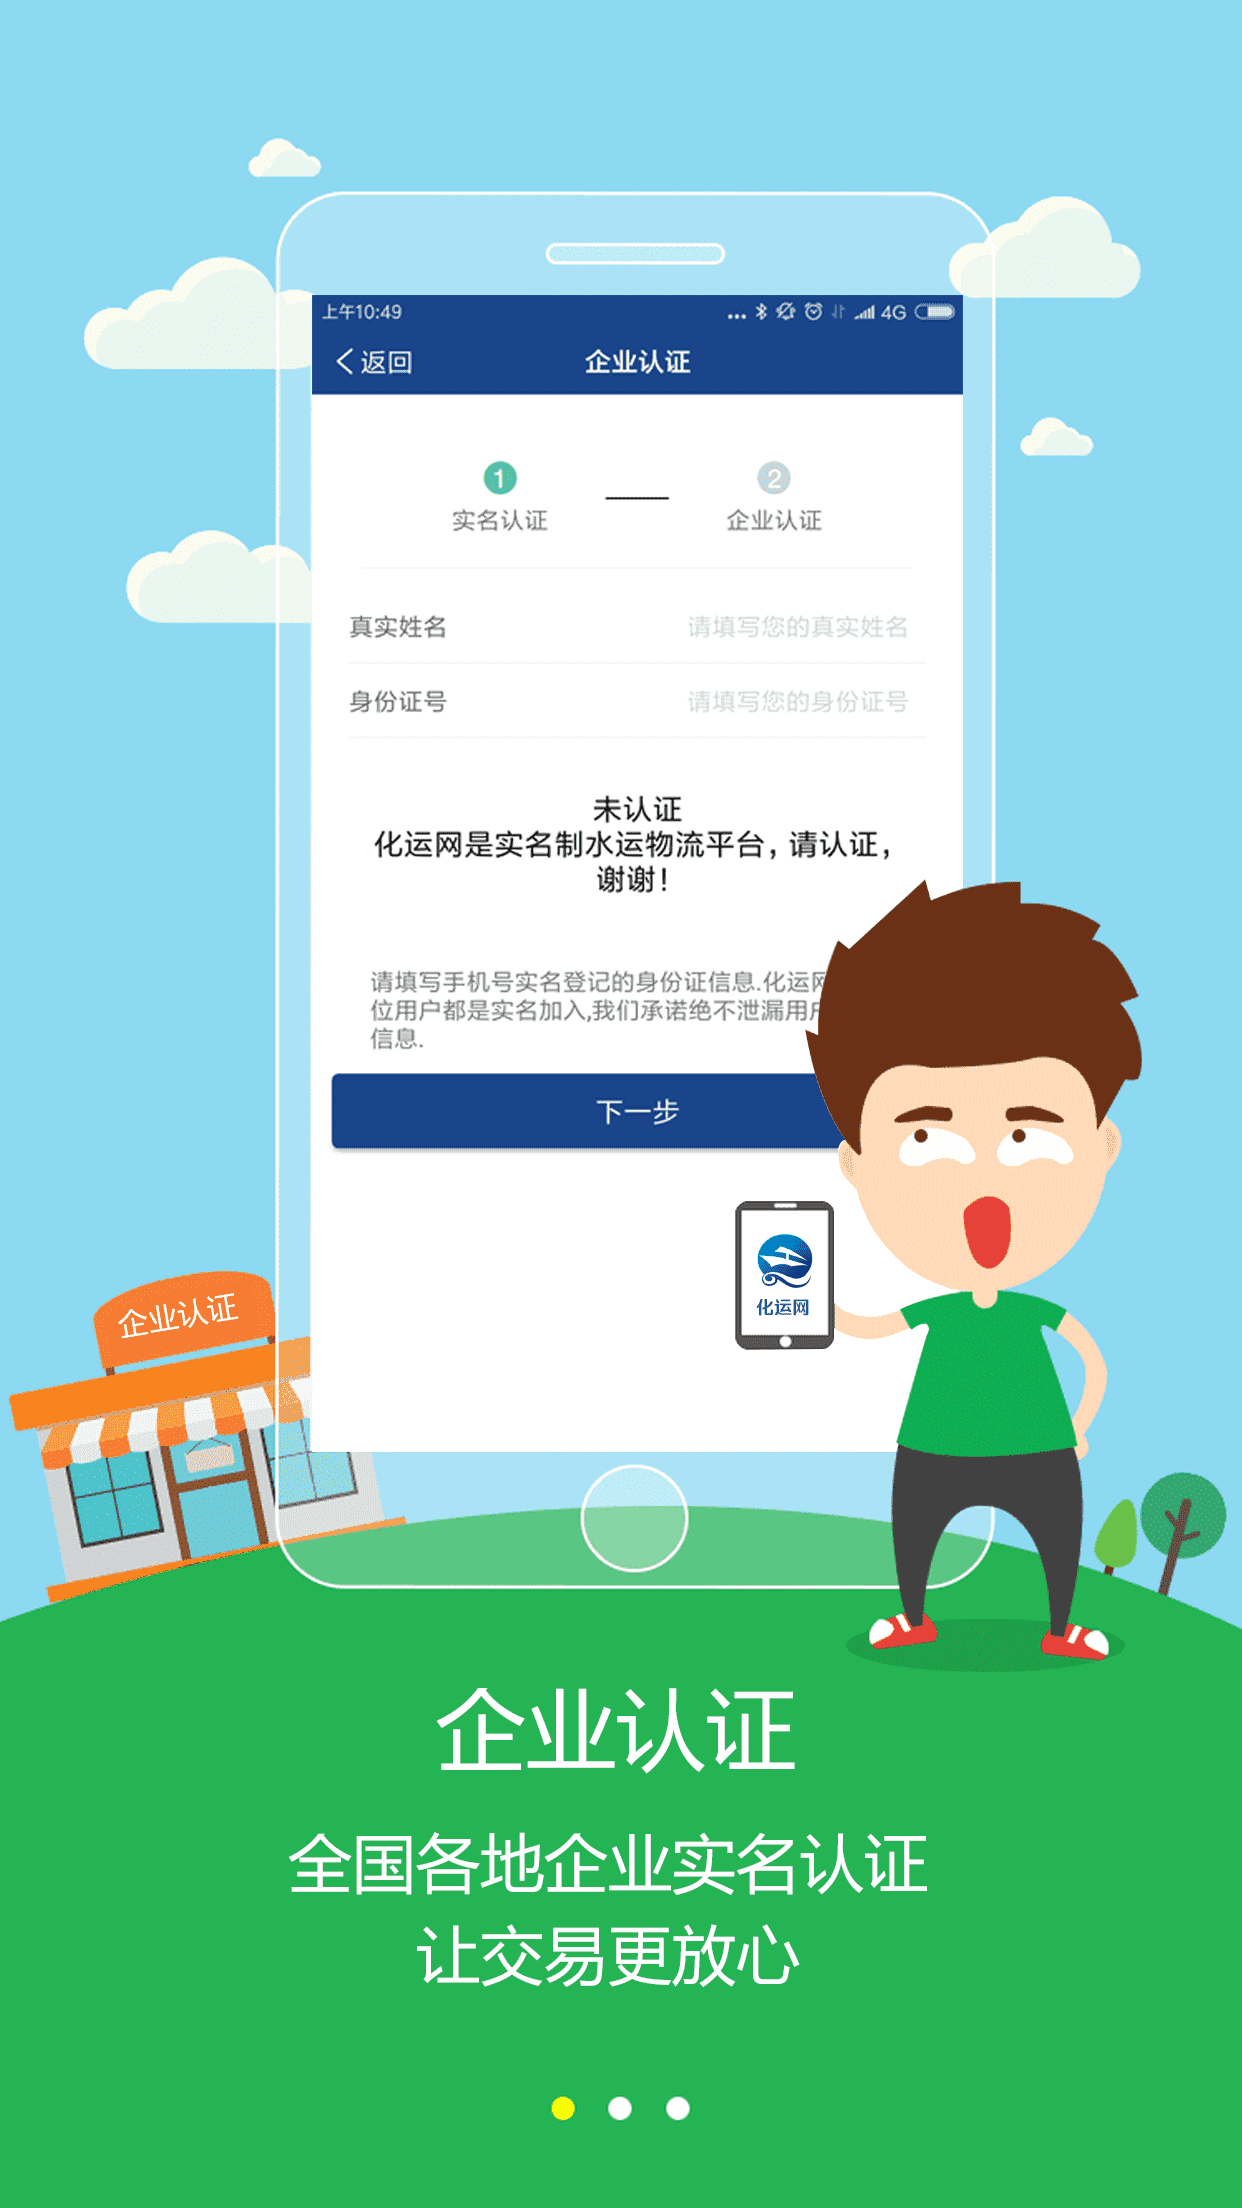 上午10:49
4G
返回
企业认证
1
2
实名认证
企业认证
真实姓名
请填写您的真实姓名
身份证号
请填写您的身份证号
未认证
化运网是实名制水运物流平台，请认证，
谢谢！
请填写手机号实名登记的身份证信息.化运
位用户都是实名加入,我们承诺绝不泄漏用
信息.
下一步
化运网
企业认证
企业认证
全国各地企业实名认证
让交易更放心